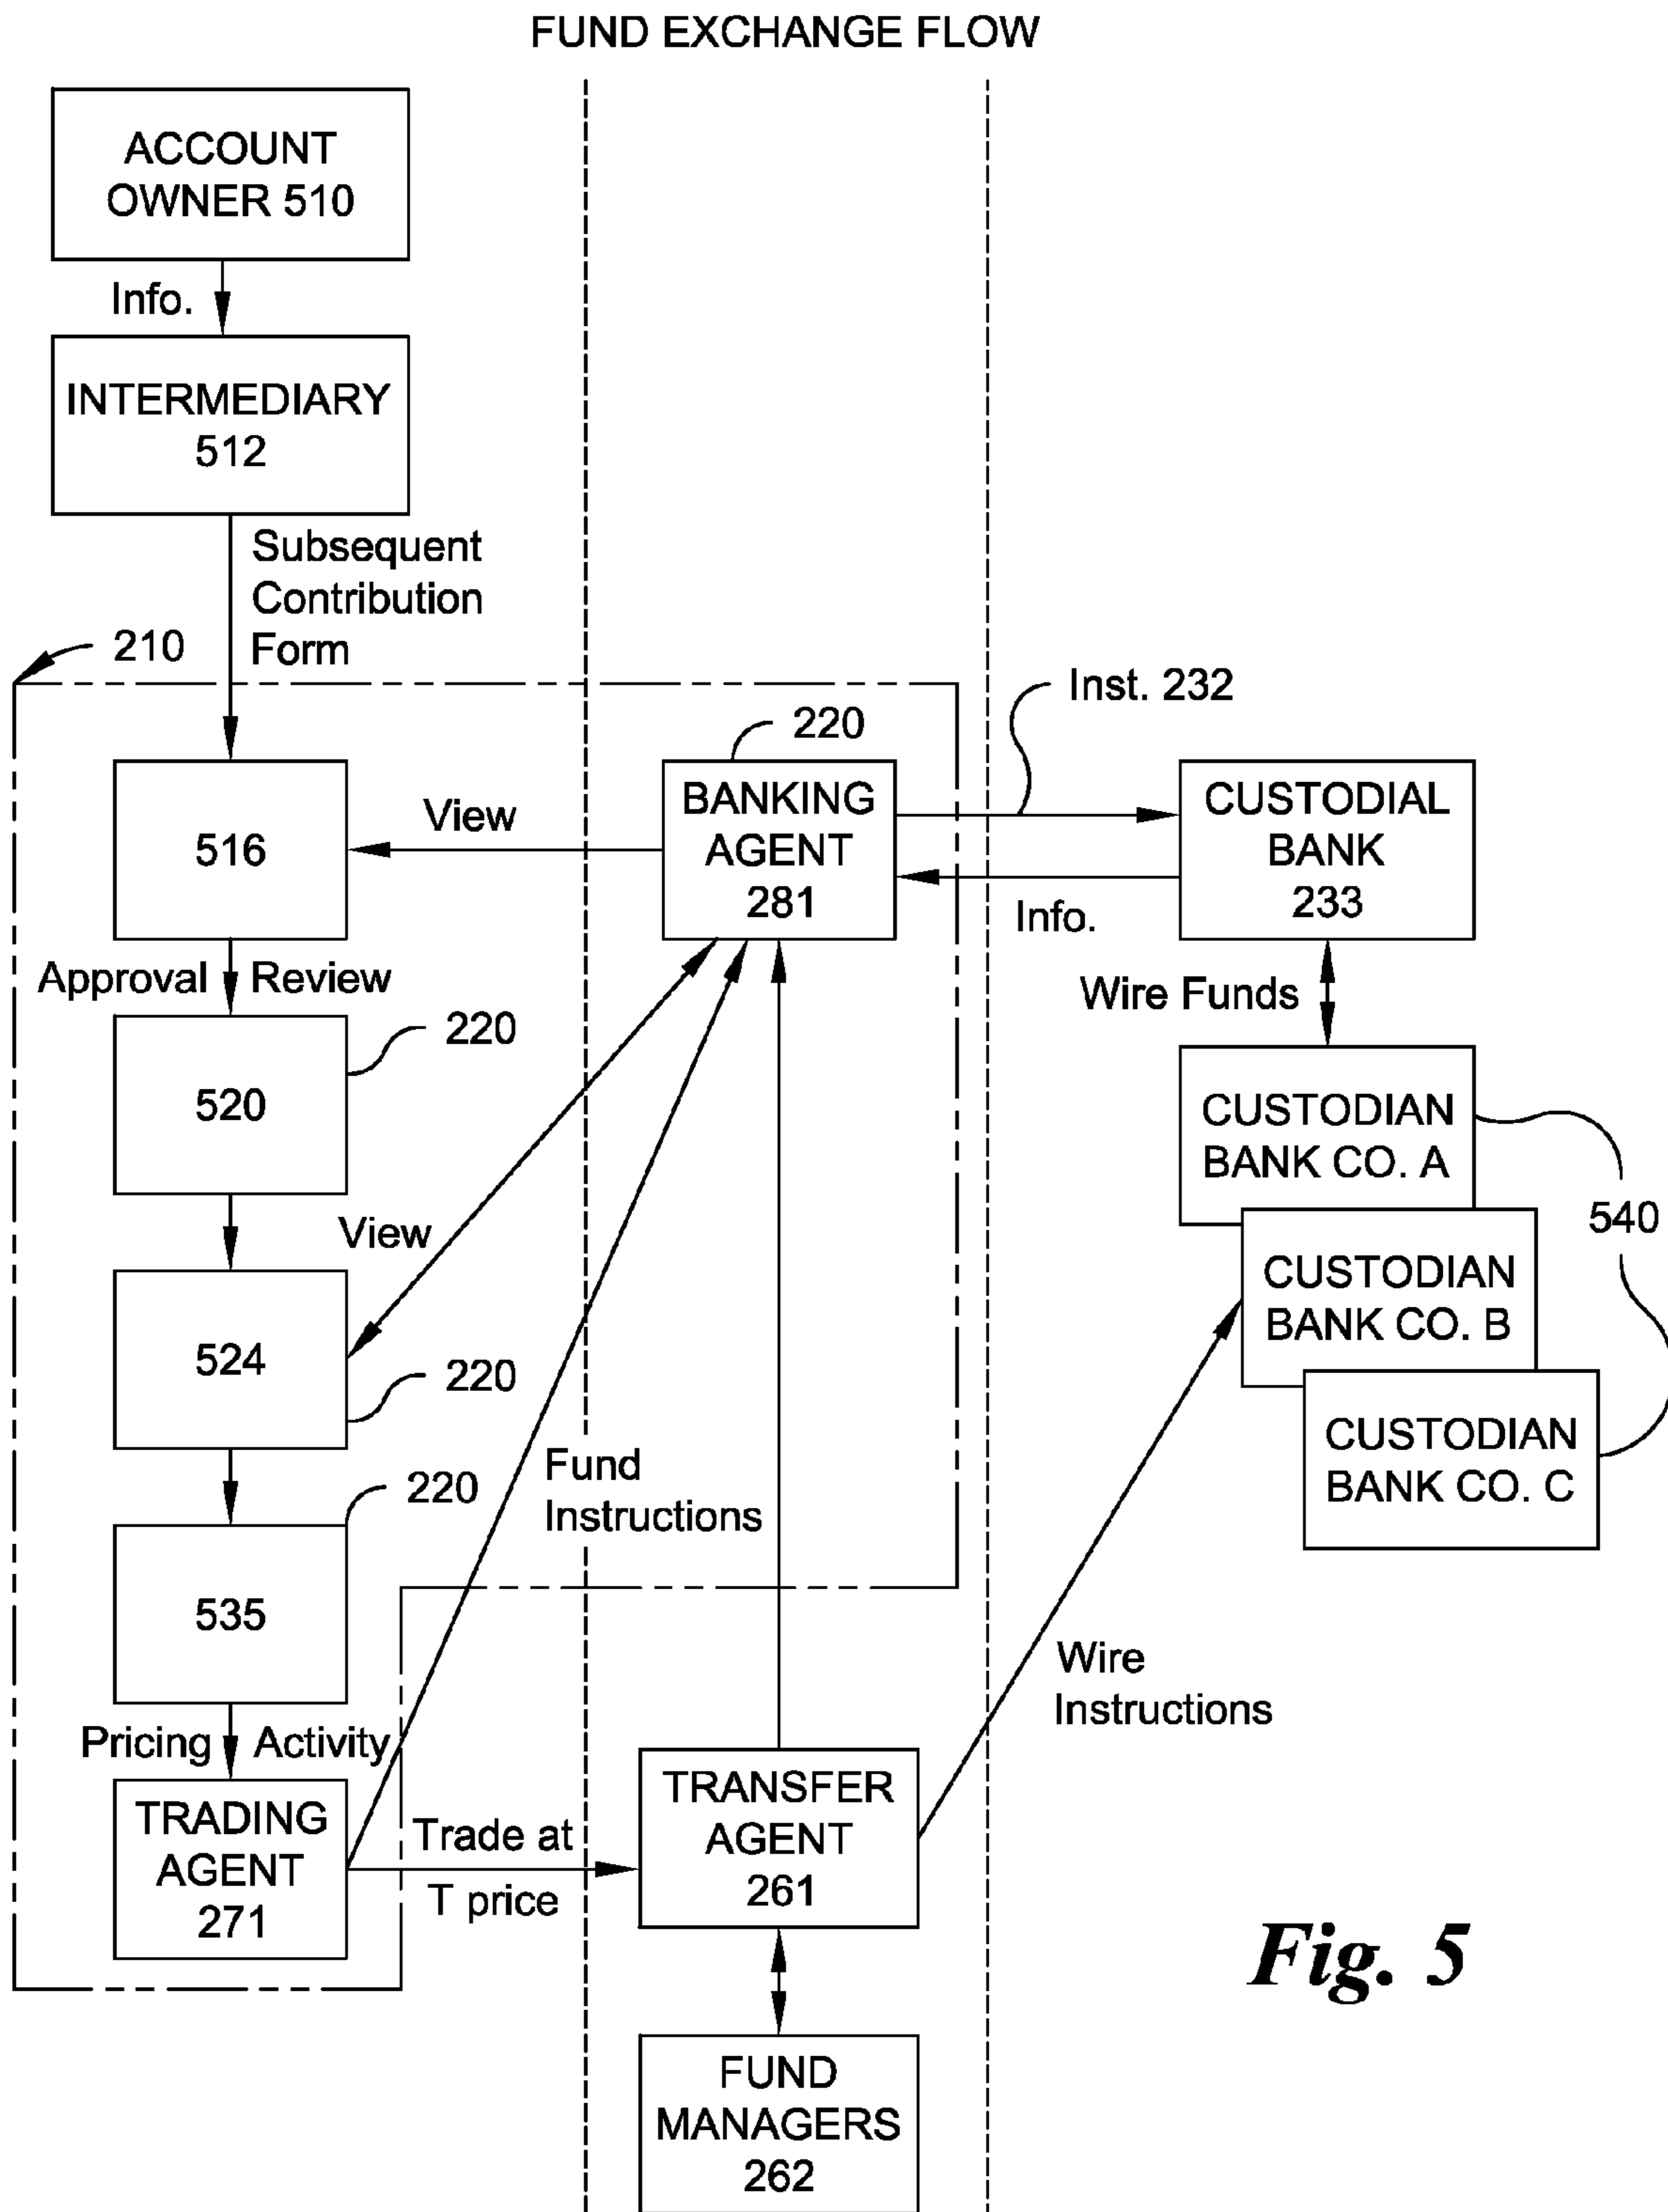 FUND EXCHANGE FLOW
ACCOUNT
OWNER 510
Info.
INTERMEDIARY
512
Subsequent
Contribution
Form
210
Inst. 232
220
516
View
BANKING
AGENT
281
CUSTODIAL
BANK
233
Info.
Approval
Review
Wire Funds
520
220
CUSTODIAN
BANK CO. A
540
View
CUSTODIAN
BANK CO. B
524
220
CUSTODIAN
BANK CO. C
Fund
Instructions
220
535
Wire
Instructions
Pricing
Activity
TRADING
AGENT
271
Trade at
T price
TRANSFER
AGENT
261
Fig. 5
FUND
MANAGERS
262